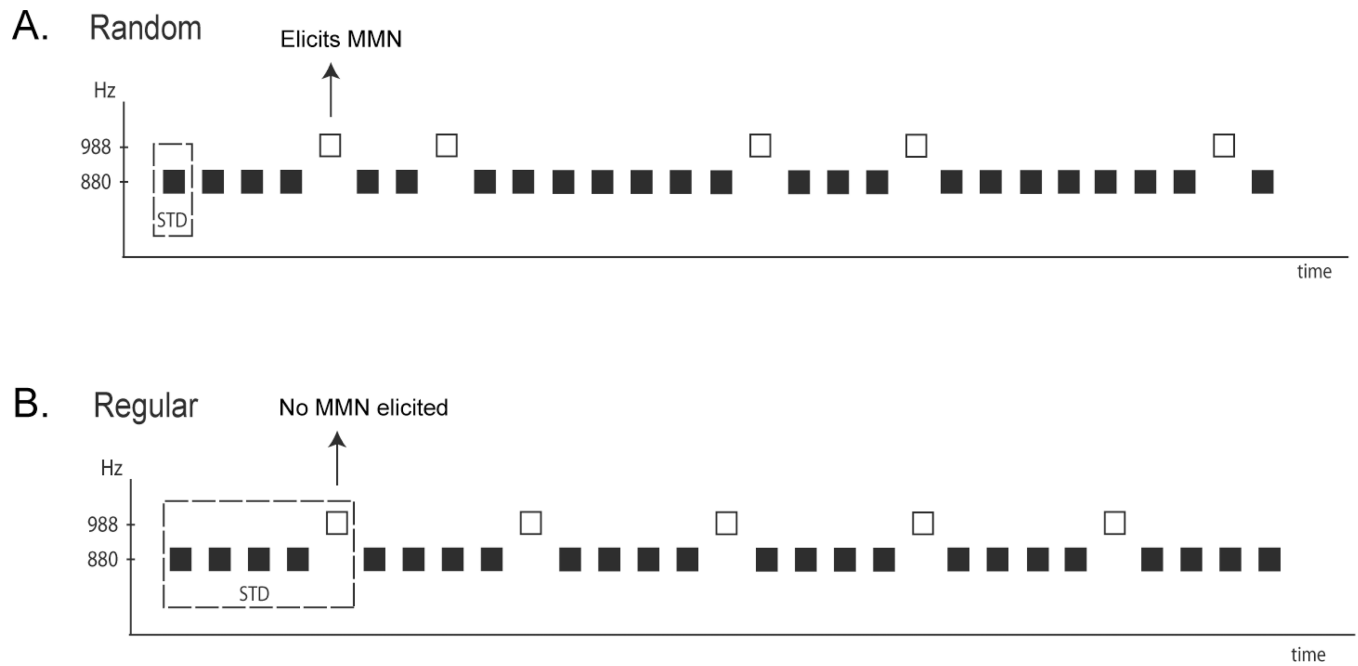 A. Random
Elicits MMN
Hz
988
880
STD
time
B. Regular
No MMN elicited
Hz
988
880
STD
time